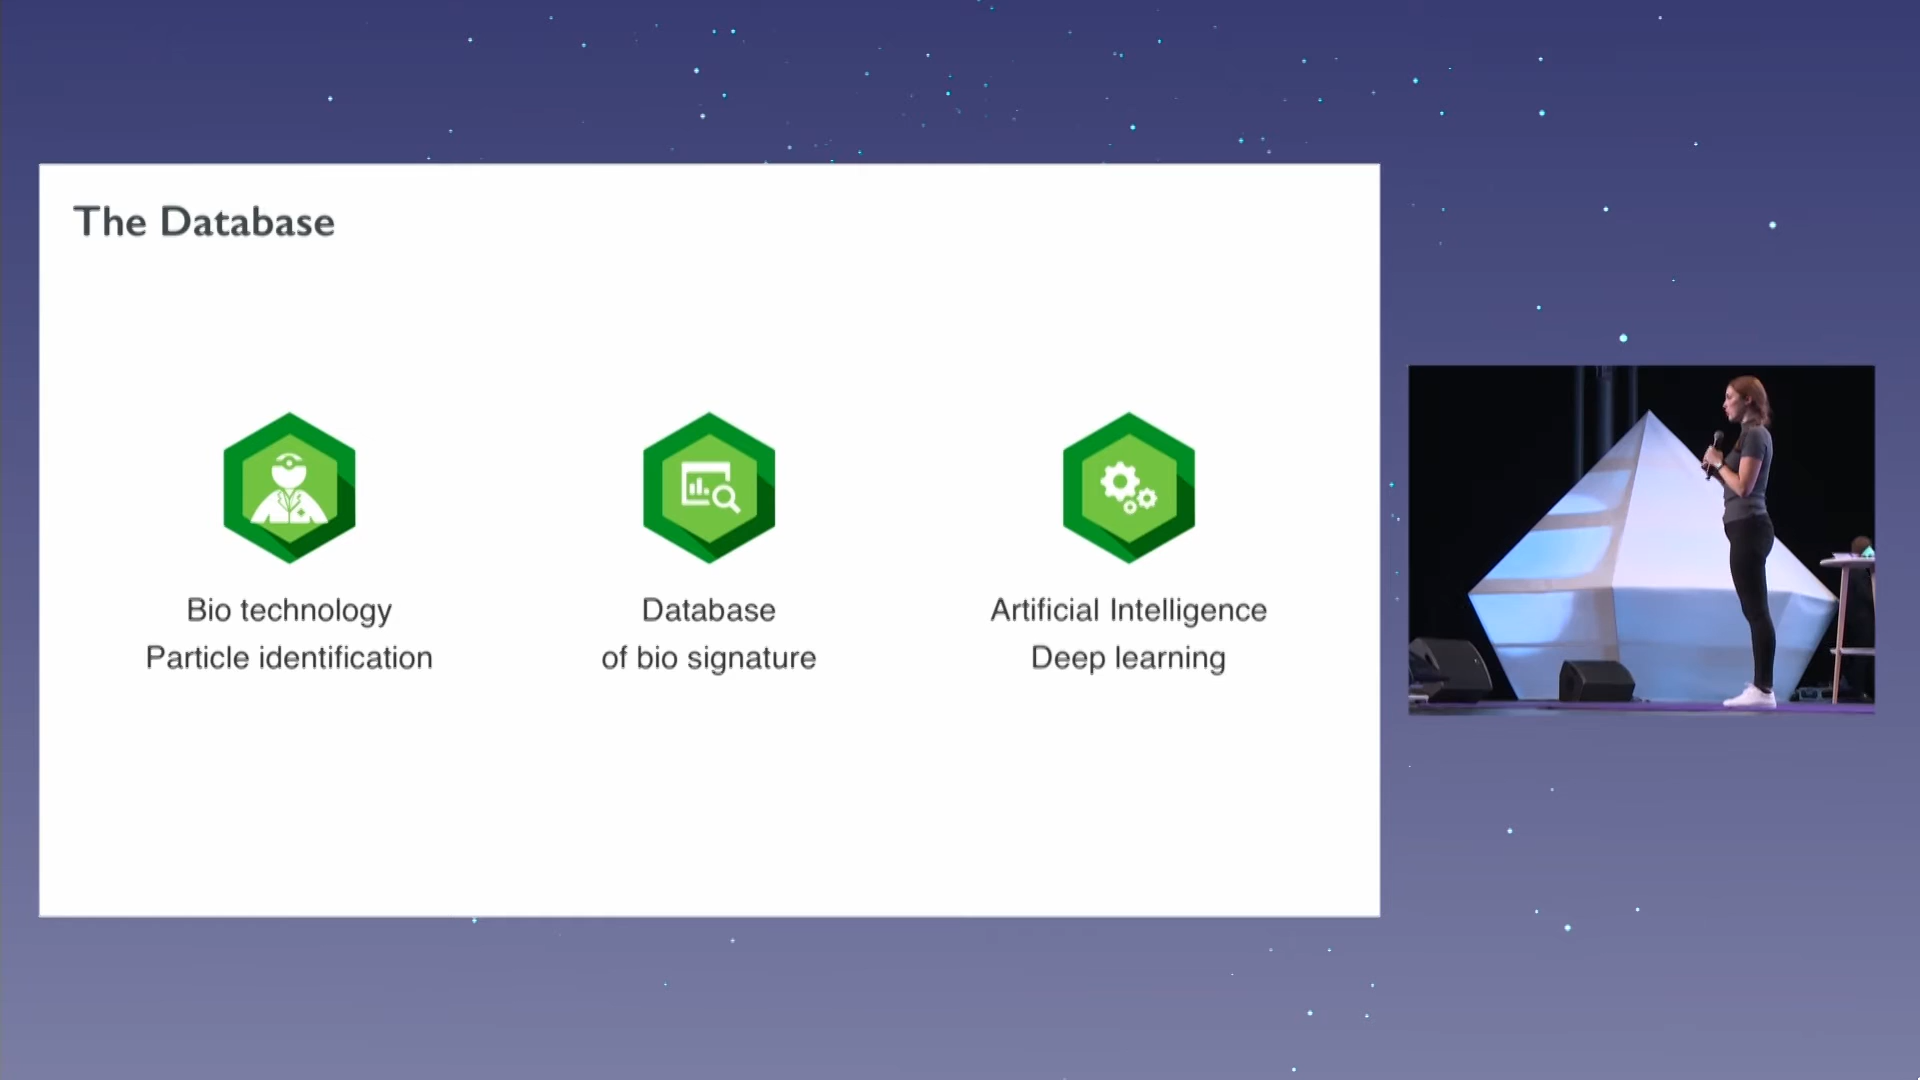 The Database
Bio technology
Particle identification
Database
of bio signature
Artificial Intelligence
Deep learning